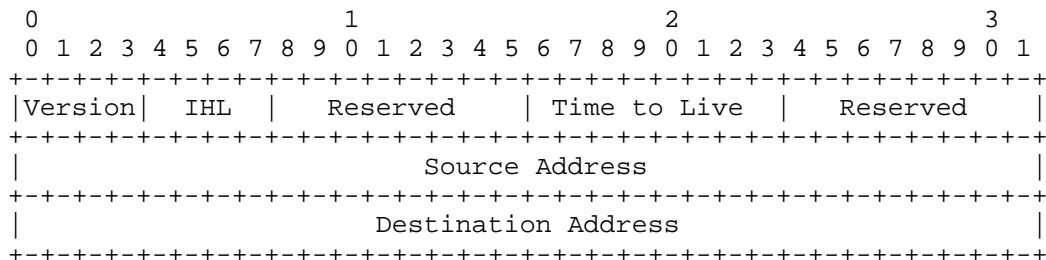 0                   1                   2                   3
 0 1 2 3 4 5 6 7 8 9 0 1 2 3 4 5 6 7 8 9 0 1 2 3 4 5 6 7 8 9 0 1
+-+-+-+-+-+-+-+-+-+-+-+-+-+-+-+-+-+-+-+-+-+-+-+-+-+-+-+-+-+-+-+-+
|Version|  IHL  |   Reserved    | Time to Live  |   Reserved    |
+-+-+-+-+-+-+-+-+-+-+-+-+-+-+-+-+-+-+-+-+-+-+-+-+-+-+-+-+-+-+-+-+
|                         Source Address                        |
+-+-+-+-+-+-+-+-+-+-+-+-+-+-+-+-+-+-+-+-+-+-+-+-+-+-+-+-+-+-+-+-+
|                      Destination Address                      |
+-+-+-+-+-+-+-+-+-+-+-+-+-+-+-+-+-+-+-+-+-+-+-+-+-+-+-+-+-+-+-+-+